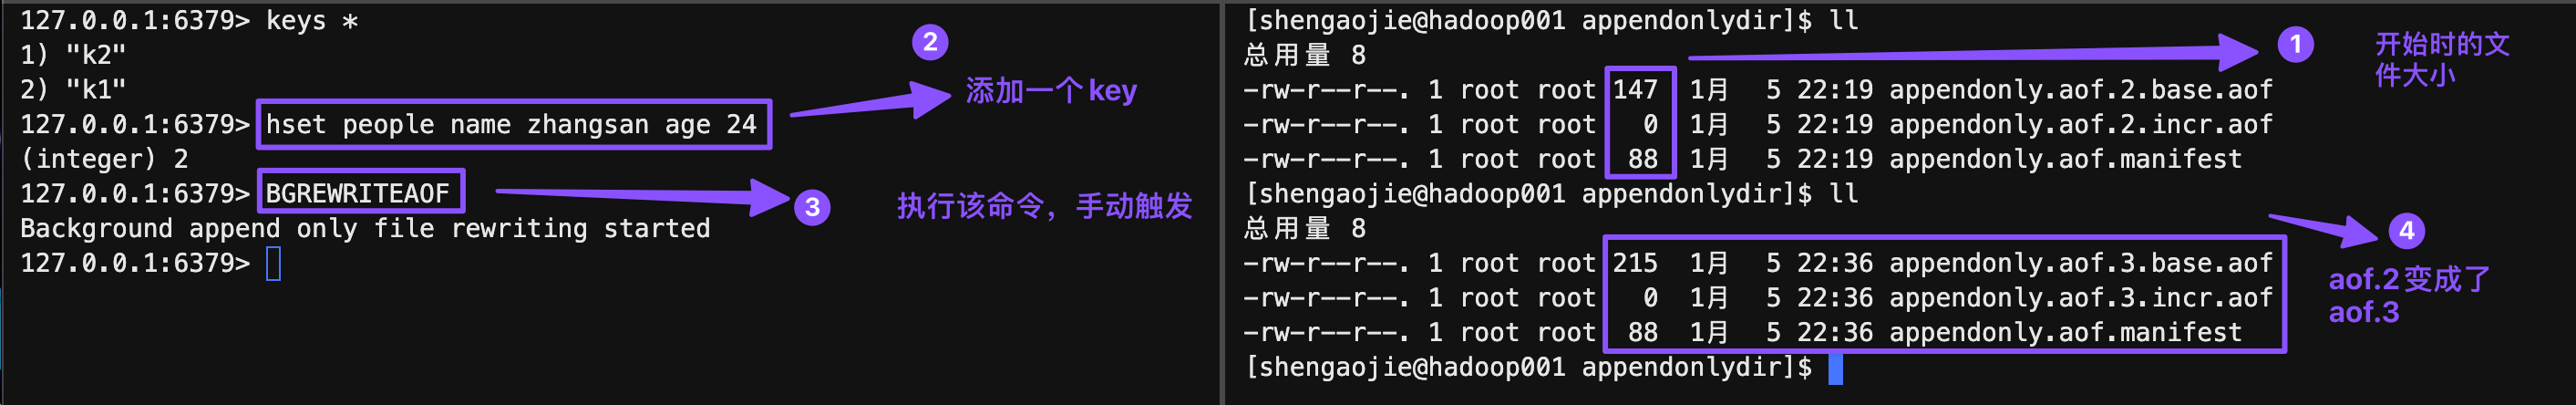 127.0.0.1:6379> keys *
1) "k2"
2) "k1"
127.0.0.1:6379> hset people name zhangsan age 24
(integer) 2
127.0.0.1:6379> BGREWRITEAOF
Background append only file rewriting started
127.0.0.1:6379>
2
添加一个key
3
执行该命令，手动触发
[shengaojie@hadoop001 appendonlydir]$ ll
总用量 8
-rw-r--r--. 1 root root 147 1月 5 22:19 appendonly.aof.2.base.aof
-rw-r--r--. 1 root root 0 1月 5 22:19 appendonly.aof.2.incr.aof
-rw-r--r--. 1 root root 88 1月 5 22:19 appendonly.aof.manifest
[shengaojie@hadoop001 appendonlydir]$ ll
总用量 8
-rw-r--r--. 1 root root 215 1月 5 22:36 appendonly.aof.3.base.aof
-rw-r--r--. 1 root root 0 1月 5 22:36 appendonly.aof.3.incr.aof
-rw-r--r--. 1 root root 88 1月 5 22:36 appendonly.aof.manifest
[shengaojie@hadoop001 appendonlydir]$
1
开始时的文
件大小
4
aof.2变成了
aof.3